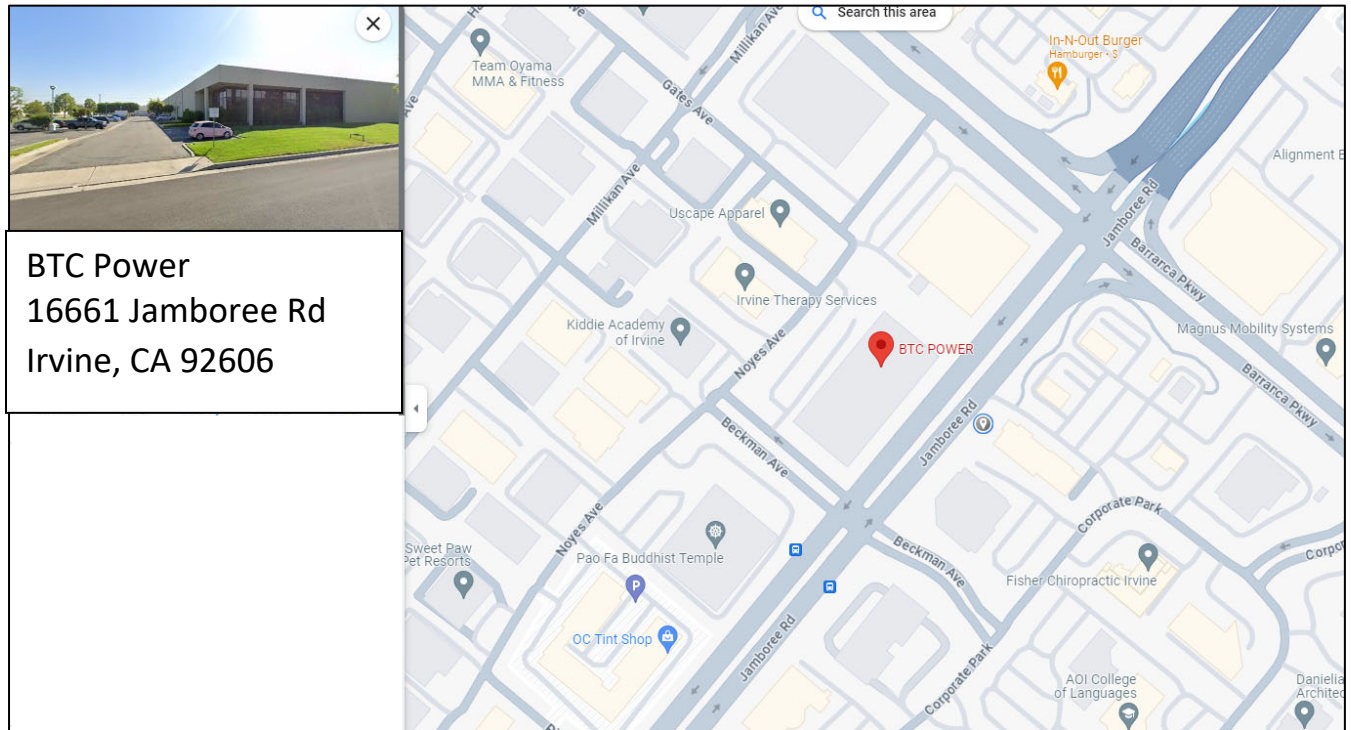 BTC Power
16661 Jamboree Rd
Irvine, CA 92606
Search this area
In-N-Out Burger
Hamburger · $
Team Oyama
MMA & Fitness
Millikan Ave
Gates Ave
Alignment
Millikan Ave
Jamboree Rd
Uscape Apparel
Barranca Pkwy
Irvine Therapy Services
Kiddie Academy
of Irvine
Magnus Mobility Systems
Noyes Ave
BTC POWER
Barranca Pkwy
Jamboree Rd
Beckman Ave
Corporate Park
Noyes Ave
Sweet Paw
Pet Resorts
Pao Fa Buddhist Temple
P
Beckman Ave
Fisher Chiropractic Irvine
OC Tint Shop
Jamboree Rd
Corporate Park
AOI College
of Languages